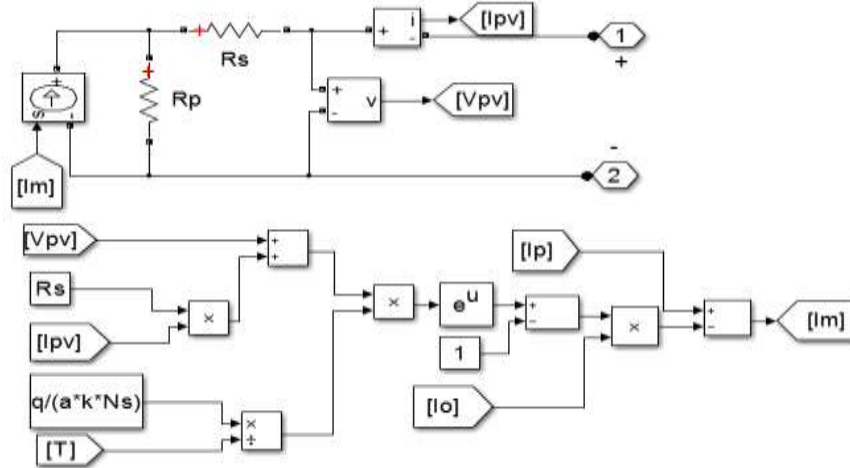 i
[Ipv]
+
-
1
+
+
Rs
+
+
Rp
+
-
v
[Vpv]
+
s
-
-
2
[Im]
[Vpv]
+
+
[Ip]
Rs
×
[Ipv]
×
e^u
+
-
1
×
+
-
[Im]
q/(a*k*Ns)
[Io]
×
÷
[T]